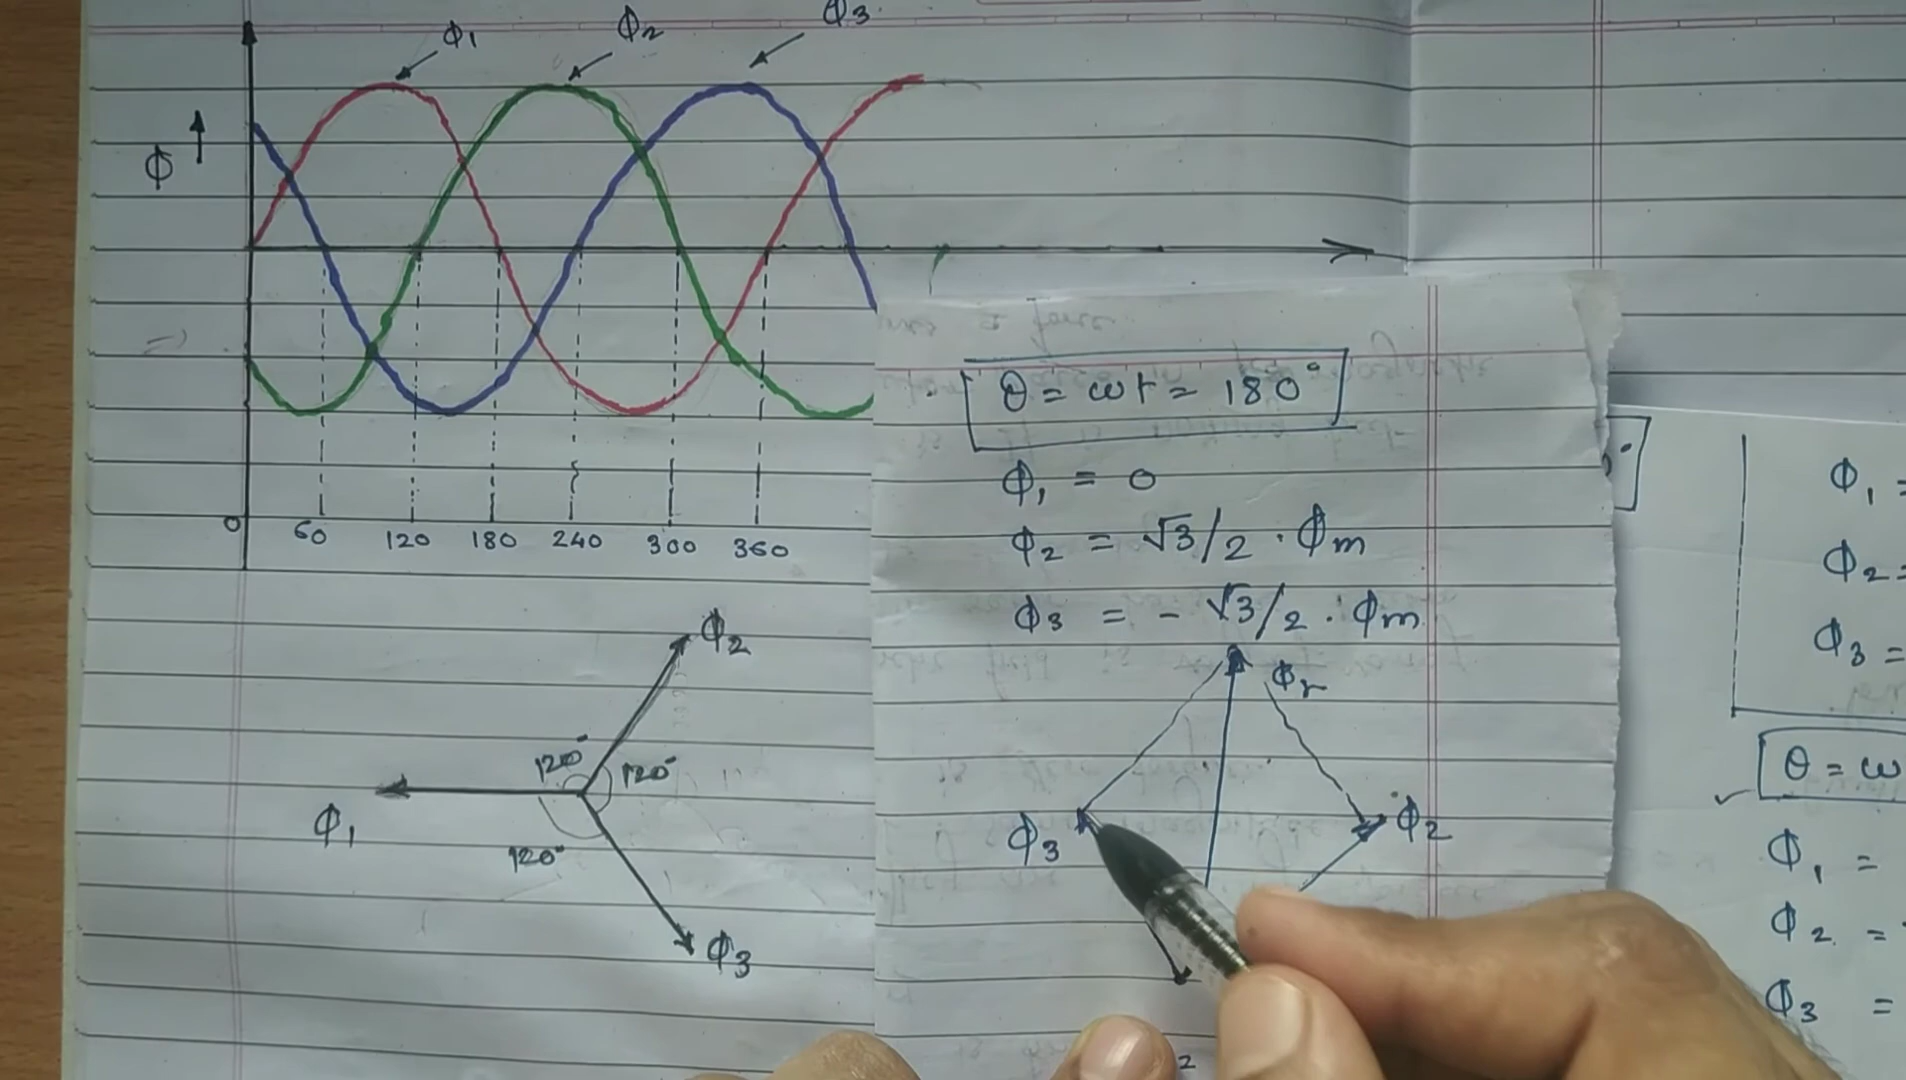 ϕ1
ϕ2
ϕ3
ϕ
0
60
120
180
240
300
360
θ = ωt = 180°
ϕ1 = 0
ϕ2 = √3/2 . ϕm
ϕ3 = - √3/2 . ϕm
ϕr
ϕ3
ϕ2
ϕ2
120°
120°
ϕ1
120°
ϕ3
ϕ1 =
ϕ2 =
ϕ3 =
θ = ω
ϕ1 =
ϕ2 =
ϕ3 =
2